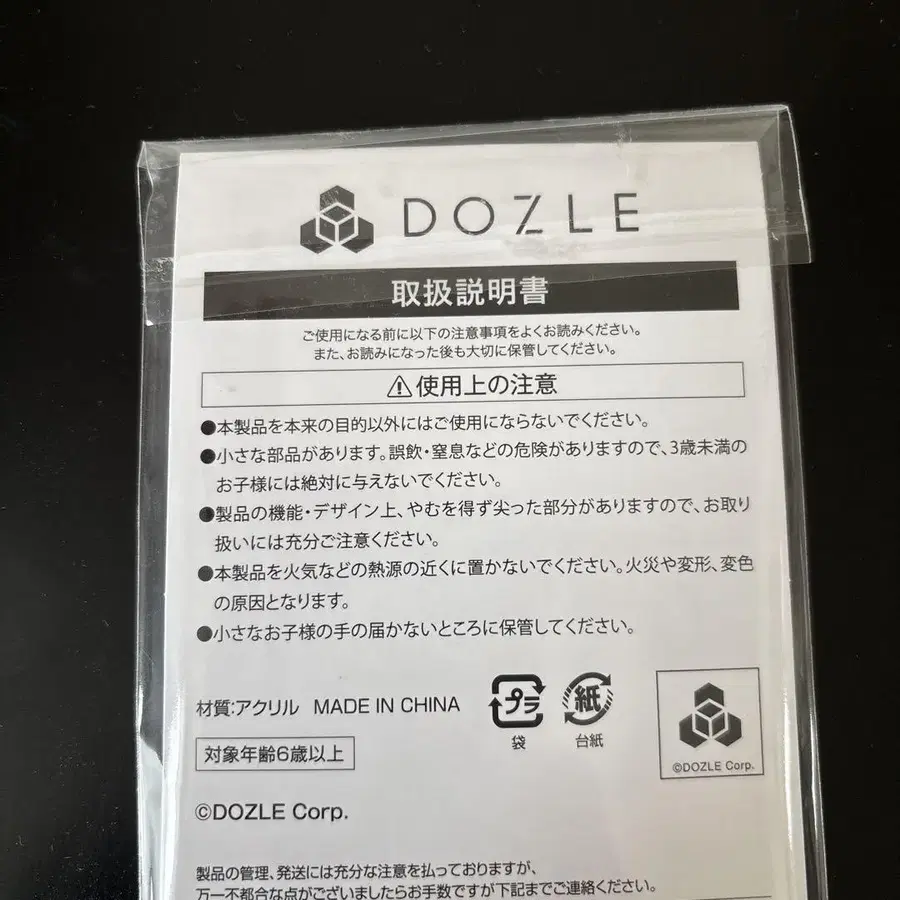 DOZLE
取扱説明書
ご使用になる前に以下の注意事項をよくお読みください。
また、お読みになった後も大切に保管してください。
⚠使用上の注意
●本製品を本来の目的以外にはご使用にならないでください。
●小さな部品があります。誤飲・窒息などの危険がありますので、3歳未満の
お子様には絶対に与えないでください。
●製品の機能・デザイン上、やむを得ず尖った部分がありますので、お取り
扱いには充分ご注意ください。
●本製品を火気などの熱源の近くに置かないでください。火災や変形、変色
の原因となります。
●小さなお子様の手の届かないところに保管してください。
材質:アクリル MADE IN CHINA
プラ
袋
紙
台紙
©DOZLE Corp.
対象年齢6歳以上
©DOZLE Corp.
製品の管理、発送には充分な注意を払っておりますが、
万一不都合な点がございましたらお手数ですが下記までご連絡ください。